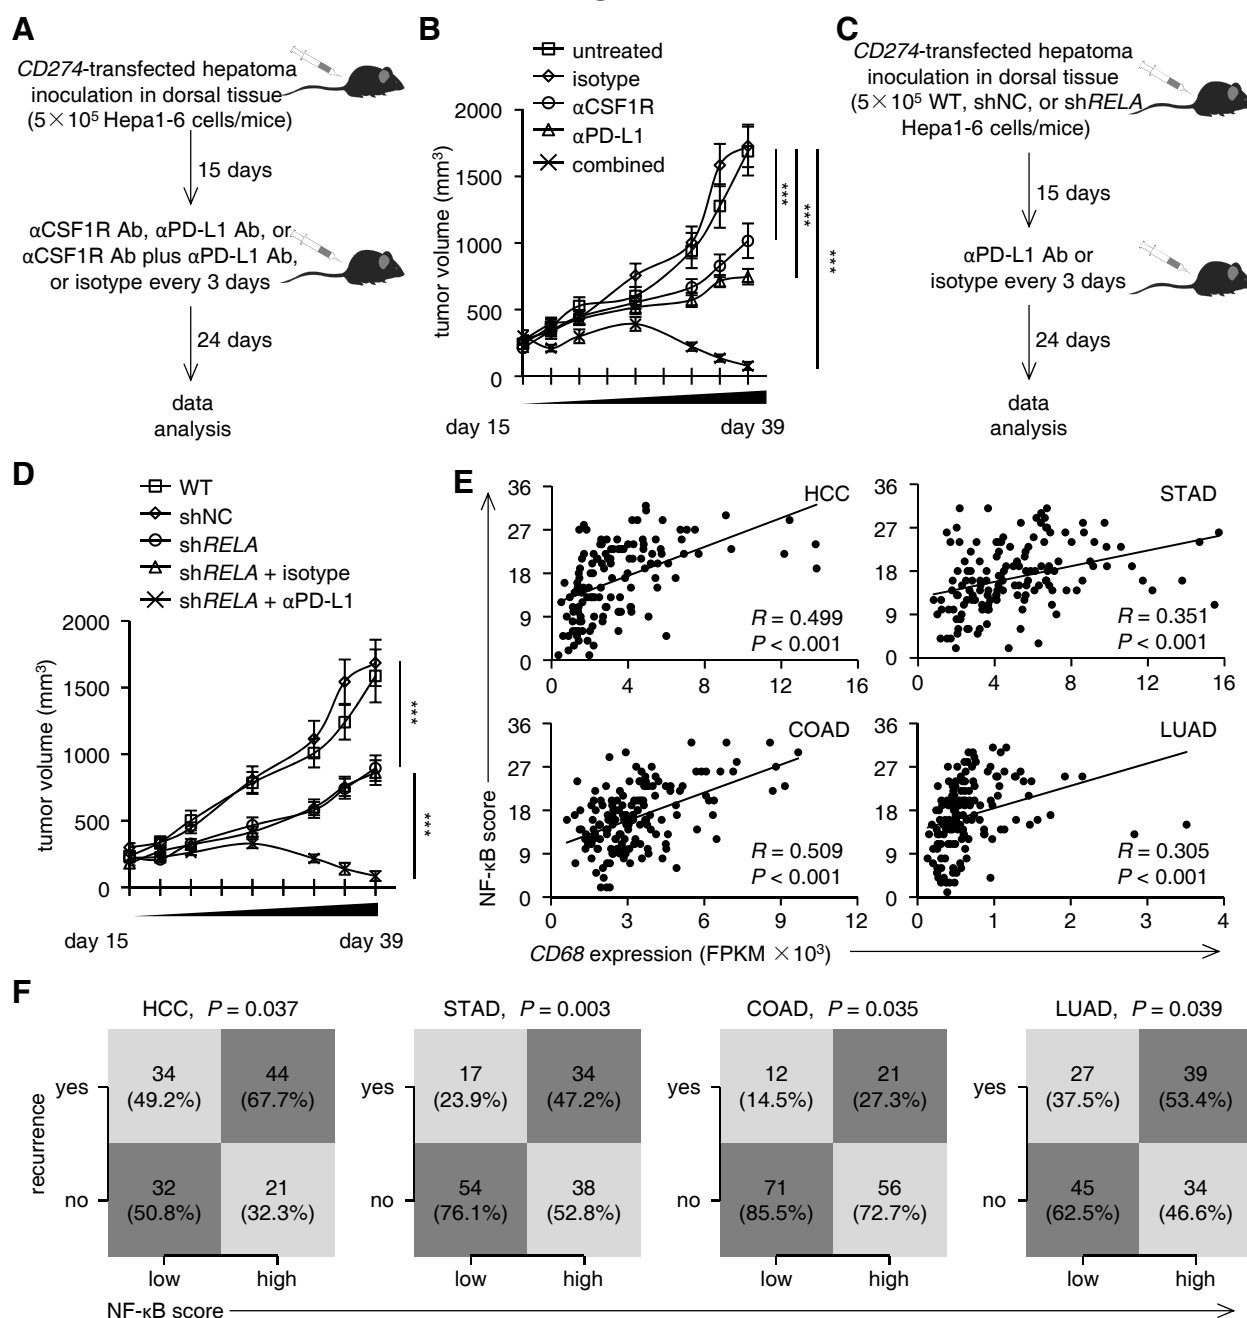 A
CD274-transfected hepatoma
inoculation in dorsal tissue
(5×10⁵ Hepa1-6 cells/mice)
15 days
αCSF1R Ab, αPD-L1 Ab, or
αCSF1R Ab plus αPD-L1 Ab,
or isotype every 3 days
24 days
data
analysis
B
untreated
isotype
αCSF1R
αPD-L1
combined
tumor volume (mm³)
2000
1500
1000
500
0
***
***
***
day 15
day 39
C
CD274-transfected hepatoma
inoculation in dorsal tissue
(5×10⁵ WT, shNC, or shRELA
Hepa1-6 cells/mice)
15 days
αPD-L1 Ab or
isotype every 3 days
24 days
data
analysis
D
WT
shNC
shRELA
shRELA + isotype
shRELA + αPD-L1
tumor volume (mm³)
2000
1500
1000
500
0
***
***
day 15
day 39
E
NF-κB score
36
27
18
9
0
HCC
R = 0.499
P < 0.001
0 4 8 12 16
36
27
18
9
0
STAD
R = 0.351
P < 0.001
0 4 8 12 16
36
27
18
9
0
COAD
R = 0.509
P < 0.001
0 3 6 9 12
36
27
18
9
0
LUAD
R = 0.305
P < 0.001
0 1 2 3 4
CD68 expression (FPKM ×10³)
F
recurrence
HCC, P = 0.037
yes
34
(49.2%)
44
(67.7%)
no
32
(50.8%)
21
(32.3%)
low high
STAD, P = 0.003
yes
17
(23.9%)
34
(47.2%)
no
54
(76.1%)
38
(52.8%)
low high
COAD, P = 0.035
yes
12
(14.5%)
21
(27.3%)
no
71
(85.5%)
56
(72.7%)
low high
LUAD, P = 0.039
yes
27
(37.5%)
39
(53.4%)
no
45
(62.5%)
34
(46.6%)
low high
NF-κB score